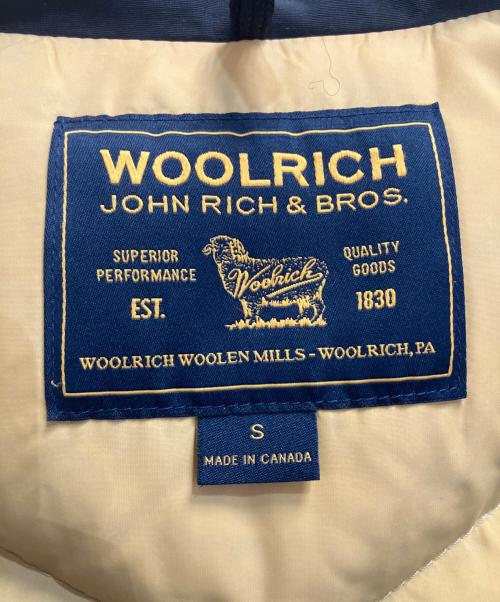 WOOLRICH
JOHN RICH & BROS.
SUPERIOR
PERFORMANCE
EST.
Woolrich
QUALITY
GOODS
1830
WOOLRICH WOOLEN MILLS - WOOLRICH, PA
S
MADE IN CANADA